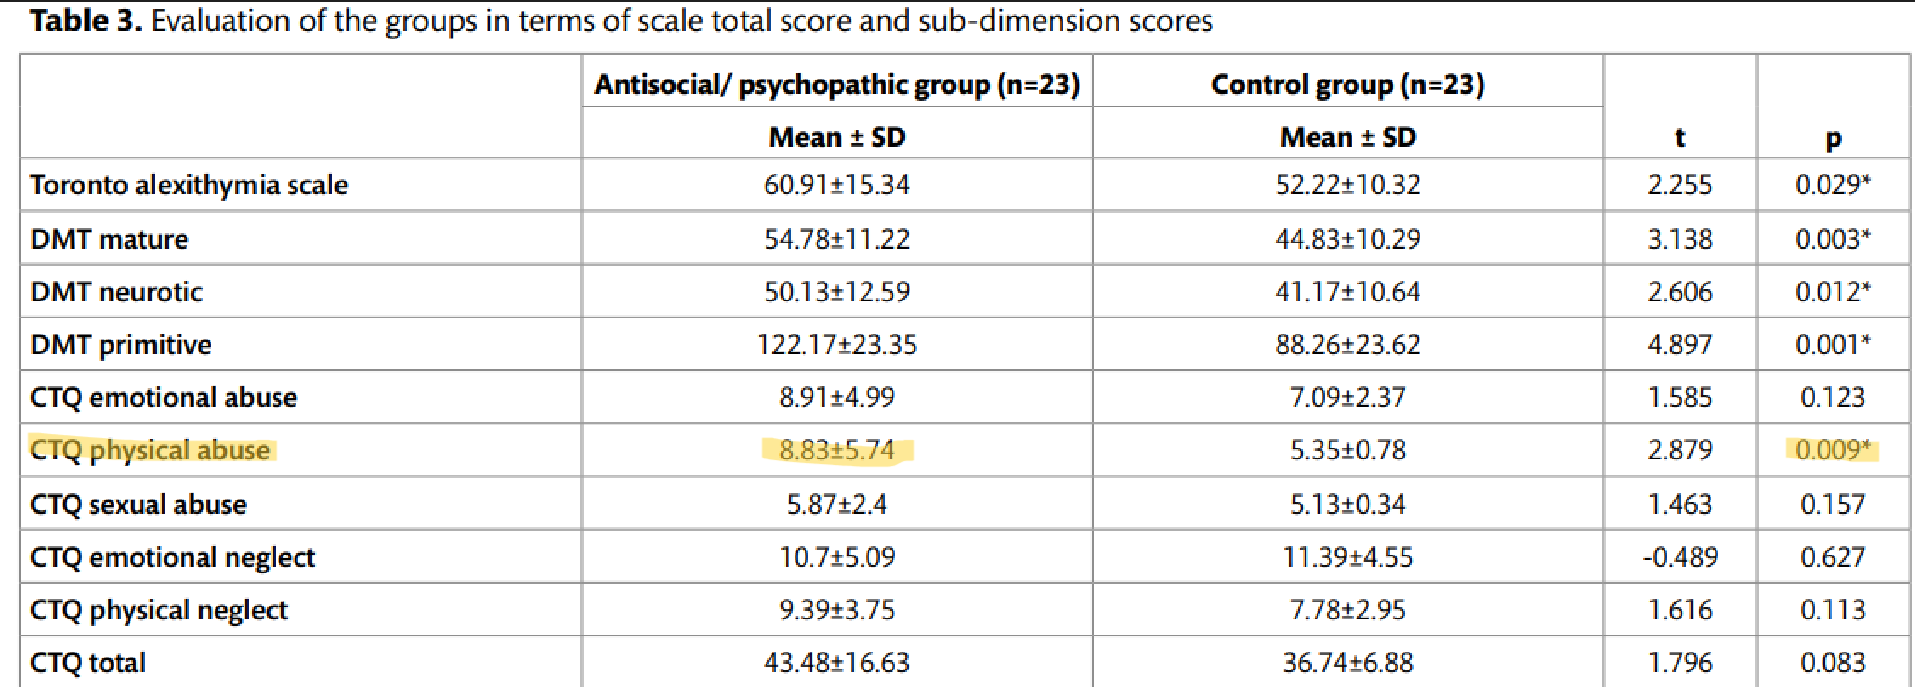 Table 3. Evaluation of the groups in terms of scale total score and sub-dimension scores
Antisocial/ psychopathic group (n=23) Control group (n=23)
Mean ± SD Mean ± SD t p
Toronto alexithymia scale 60.91±15.34 52.22±10.32 2.255 0.029*
DMT mature 54.78±11.22 44.83±10.29 3.138 0.003*
DMT neurotic 50.13±12.59 41.17±10.64 2.606 0.012*
DMT primitive 122.17±23.35 88.26±23.62 4.897 0.001*
CTQ emotional abuse 8.91±4.99 7.09±2.37 1.585 0.123
CTQ physical abuse 8.83±5.74 5.35±0.78 2.879 0.009*
CTQ sexual abuse 5.87±2.4 5.13±0.34 1.463 0.157
CTQ emotional neglect 10.7±5.09 11.39±4.55 -0.489 0.627
CTQ physical neglect 9.39±3.75 7.78±2.95 1.616 0.113
CTQ total 43.48±16.63 36.74±6.88 1.796 0.083